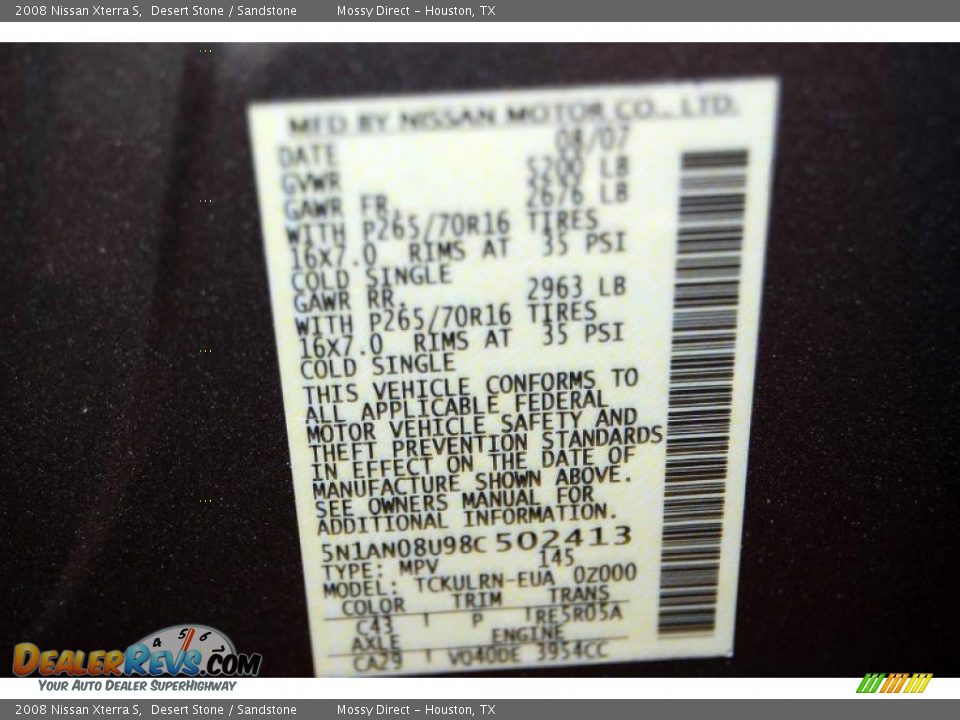 2008 Nissan Xterra S,  Desert Stone / Sandstone  Mossy Direct - Houston, TX
MFD BY NISSAN MOTOR CO., LTD.
DATE 08/07
GVWR 5200 LB
GAWR FR. 2676 LB
WITH P265/70R16 TIRES
16X7.0 RIMS AT 35 PSI
COLD SINGLE
GAWR RR. 2963 LB
WITH P265/70R16 TIRES
16X7.0 RIMS AT 35 PSI
COLD SINGLE
THIS VEHICLE CONFORMS TO
ALL APPLICABLE FEDERAL
MOTOR VEHICLE SAFETY AND
THEFT PREVENTION STANDARDS
IN EFFECT ON THE DATE OF
MANUFACTURE SHOWN ABOVE.
SEE OWNERS MANUAL FOR
ADDITIONAL INFORMATION.
5N1AN08U98C502413
TYPE: MPV 145
MODEL: TCKULRN-EUA 0Z000
COLOR TRIM TRANS
C43 P RE5R05A
AXLE ENGINE
CA29 VQ40DE 3954CC
4 5 6
DealerRevs.com
Your Auto Dealer SuperHighway
2008 Nissan Xterra S,  Desert Stone / Sandstone  Mossy Direct - Houston, TX